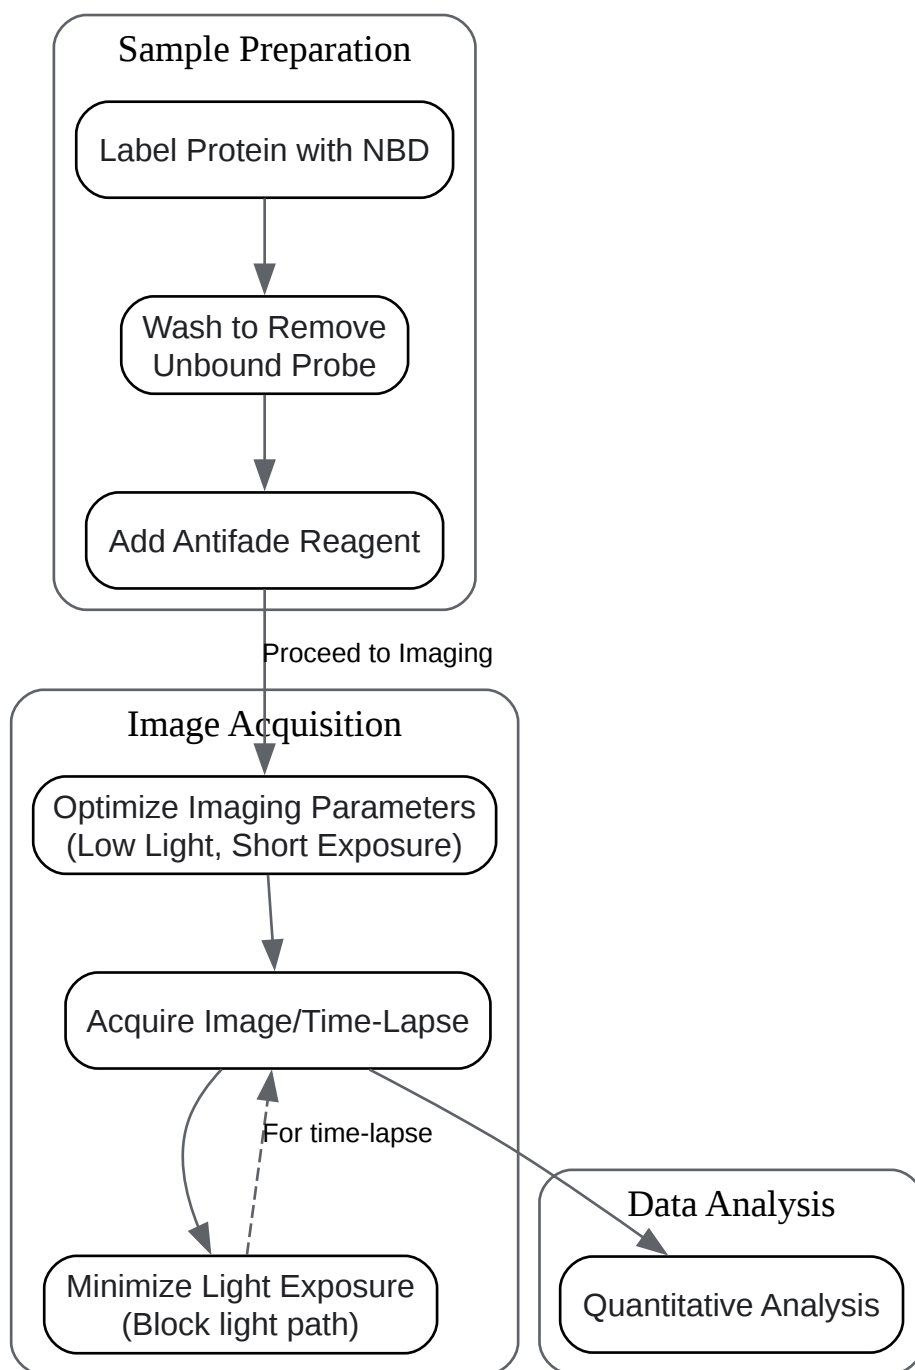 Sample Preparation
Label Protein with NBD
Wash to Remove
Unbound Probe
Add Antifade Reagent
Proceed to Imaging
Image Acquisition
Optimize Imaging Parameters
(Low Light, Short Exposure)
Acquire Image/Time-Lapse
For time-lapse
Minimize Light Exposure
(Block light path)
Data Analysis
Quantitative Analysis